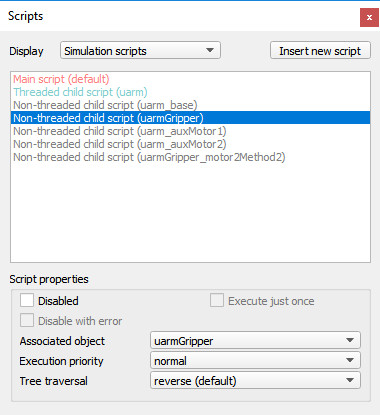 Scripts x
Display Simulation scripts Insert new script
Main script (default)
Threaded child script (uarm)
Non-threaded child script (uarm_base)
Non-threaded child script (uarmGripper)
Non-threaded child script (uarm_auxMotor1)
Non-threaded child script (uarm_auxMotor2)
Non-threaded child script (uarmGripper_motor2Method2)
Script properties
Disabled Execute just once
Disable with error
Associated object uarmGripper
Execution priority normal
Tree traversal reverse (default)